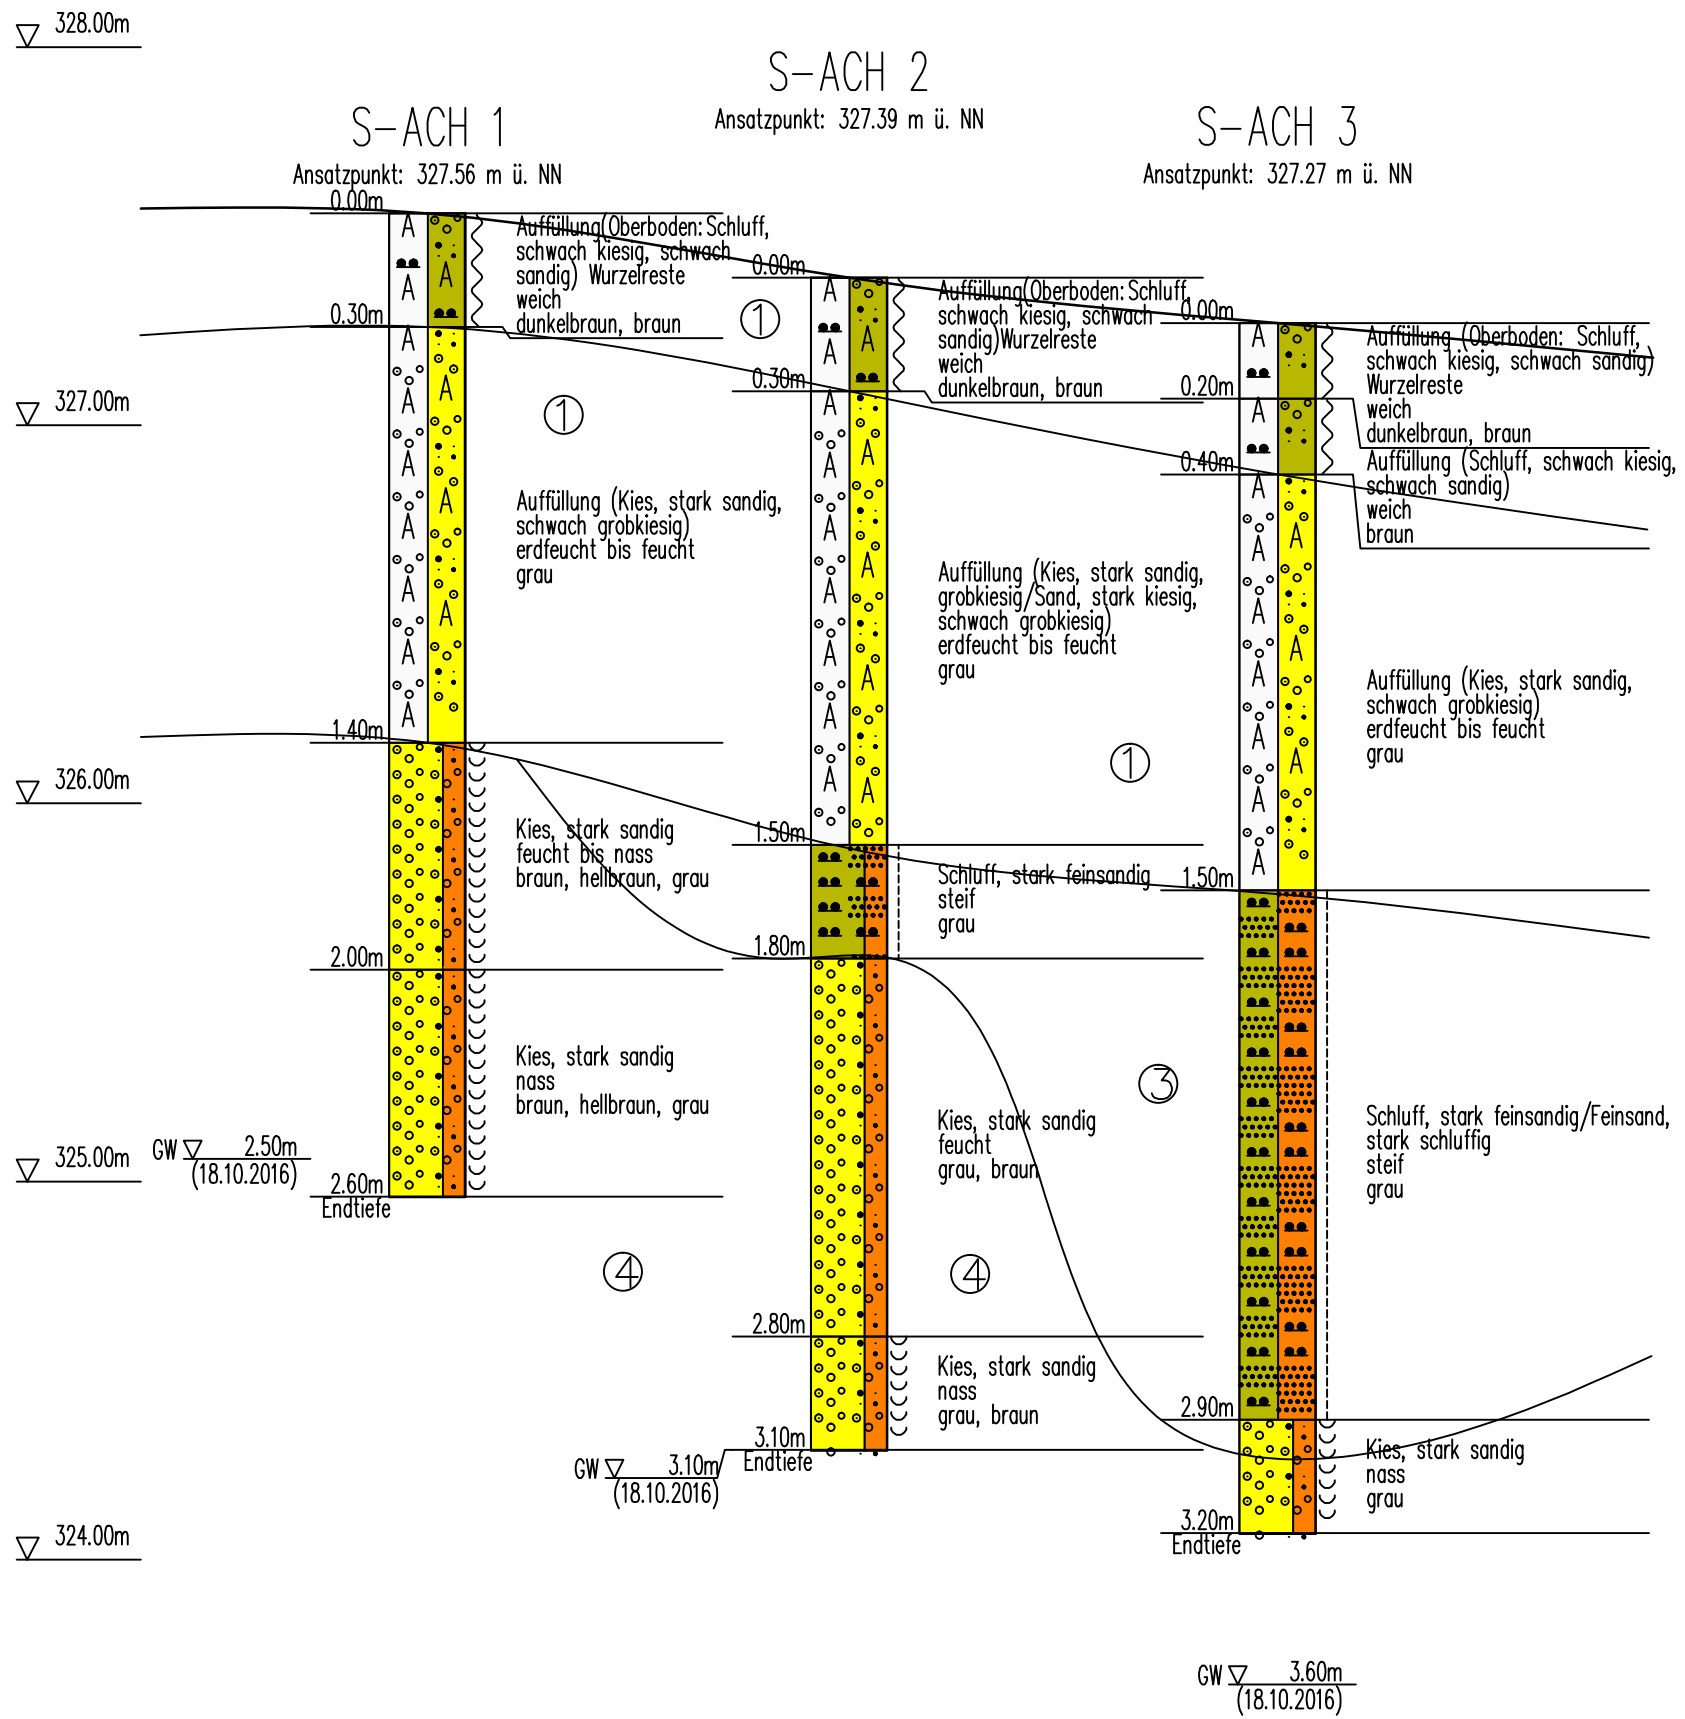 328.00m
327.00m
326.00m
325.00m
324.00m
S-ACH 1
Ansatzpunkt: 327.56 m ü. NN
0.00m
A
A
A
Auffüllung(Oberboden: Schluff,
schwach kiesig, schwach
sandig) Wurzelreste
weich
dunkelbraun, braun
0.30m
A
A
A
A
A
A
A
A
A
A
1
Auffüllung (Kies, stark sandig,
schwach grobkiesig)
erdfeucht bis feucht
grau
1.40m
Kies, stark sandig
feucht bis nass
braun, hellbraun, grau
2.00m
Kies, stark sandig
nass
braun, hellbraun, grau
GW 2.50m
(18.10.2016)
2.60m
Endtiefe
4
S-ACH 2
Ansatzpunkt: 327.39 m ü. NN
0.00m
1
A
A
A
Auffüllung(Oberboden: Schluff,
schwach kiesig, schwach
sandig)Wurzelreste
weich
dunkelbraun, braun
0.30m
A
A
A
A
A
A
A
A
A
A
A
Auffüllung (Kies, stark sandig,
grobkiesig/Sand, stark kiesig,
schwach grobkiesig)
erdfeucht bis feucht
grau
1
1.50m
Schluff, stark feinsandig
steif
grau
1.80m
Kies, stark sandig
feucht
grau, braun
4
2.80m
Kies, stark sandig
nass
grau, braun
3.10m
Endtiefe
GW 3.10m
(18.10.2016)
S-ACH 3
Ansatzpunkt: 327.27 m ü. NN
0.00m
A
Auffüllung (Oberboden: Schluff,
schwach kiesig, schwach sandig)
Wurzelreste
weich
dunkelbraun, braun
0.20m
A
Auffüllung (Schluff, schwach kiesig,
schwach sandig)
weich
braun
0.40m
A
A
A
A
A
A
A
A
A
A
Auffüllung (Kies, stark sandig,
schwach grobkiesig)
erdfeucht bis feucht
grau
1.50m
3
Schluff, stark feinsandig/Feinsand,
stark schluffig
steif
grau
2.90m
Kies, stark sandig
nass
grau
3.20m
Endtiefe
GW 3.60m
(18.10.2016)